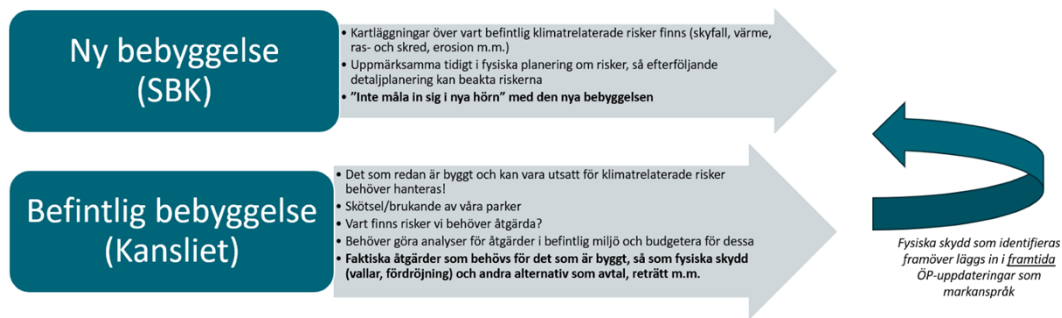 Ny bebyggelse
(SBK)
• Kartläggningar över vart befintlig klimatrelaterade risker finns (skyfall, värme,
ras- och skred, erosion m.m.)
• Uppmärksamma tidigt i fysiska planering om risker, så efterföljande
detaljplanering kan beakta riskerna
• ”Inte måla in sig i nya hörn” med den nya bebyggelsen
Befintlig bebyggelse
(Kansliet)
• Det som redan är byggt och kan vara utsatt för klimatrelaterade risker
behöver hanteras!
• Skötsel/brukande av våra parker
• Vart finns risker vi behöver åtgärda?
• Behöver göra analyser för åtgärder i befintlig miljö och budgetera för dessa
• Faktiska åtgärder som behövs för det som är byggt, så som fysiska skydd
(vallar, fördröjning) och andra alternativ som avtal, reträtt m.m.
Fysiska skydd som identifieras
framöver läggs in i framtida
ÖP-uppdateringar som
markanspråk